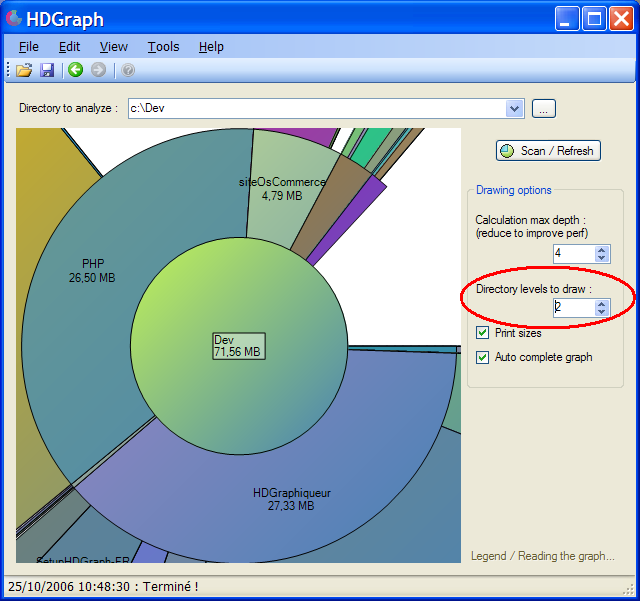 HDGraph
File Edit View Tools Help
Directory to analyze :
c:\Dev
...
Scan / Refresh
Drawing options
Calculation max depth :
(reduce to improve perf)
4
Directory levels to draw :
2
Print sizes
Auto complete graph
siteOsCommerce
4,79 MB
PHP
26,50 MB
Dev
71,56 MB
HDGraphiqueur
27,33 MB
SetupHDGraph-FR
Legend / Reading the graph...
25/10/2006 10:48:30 : Terminé !